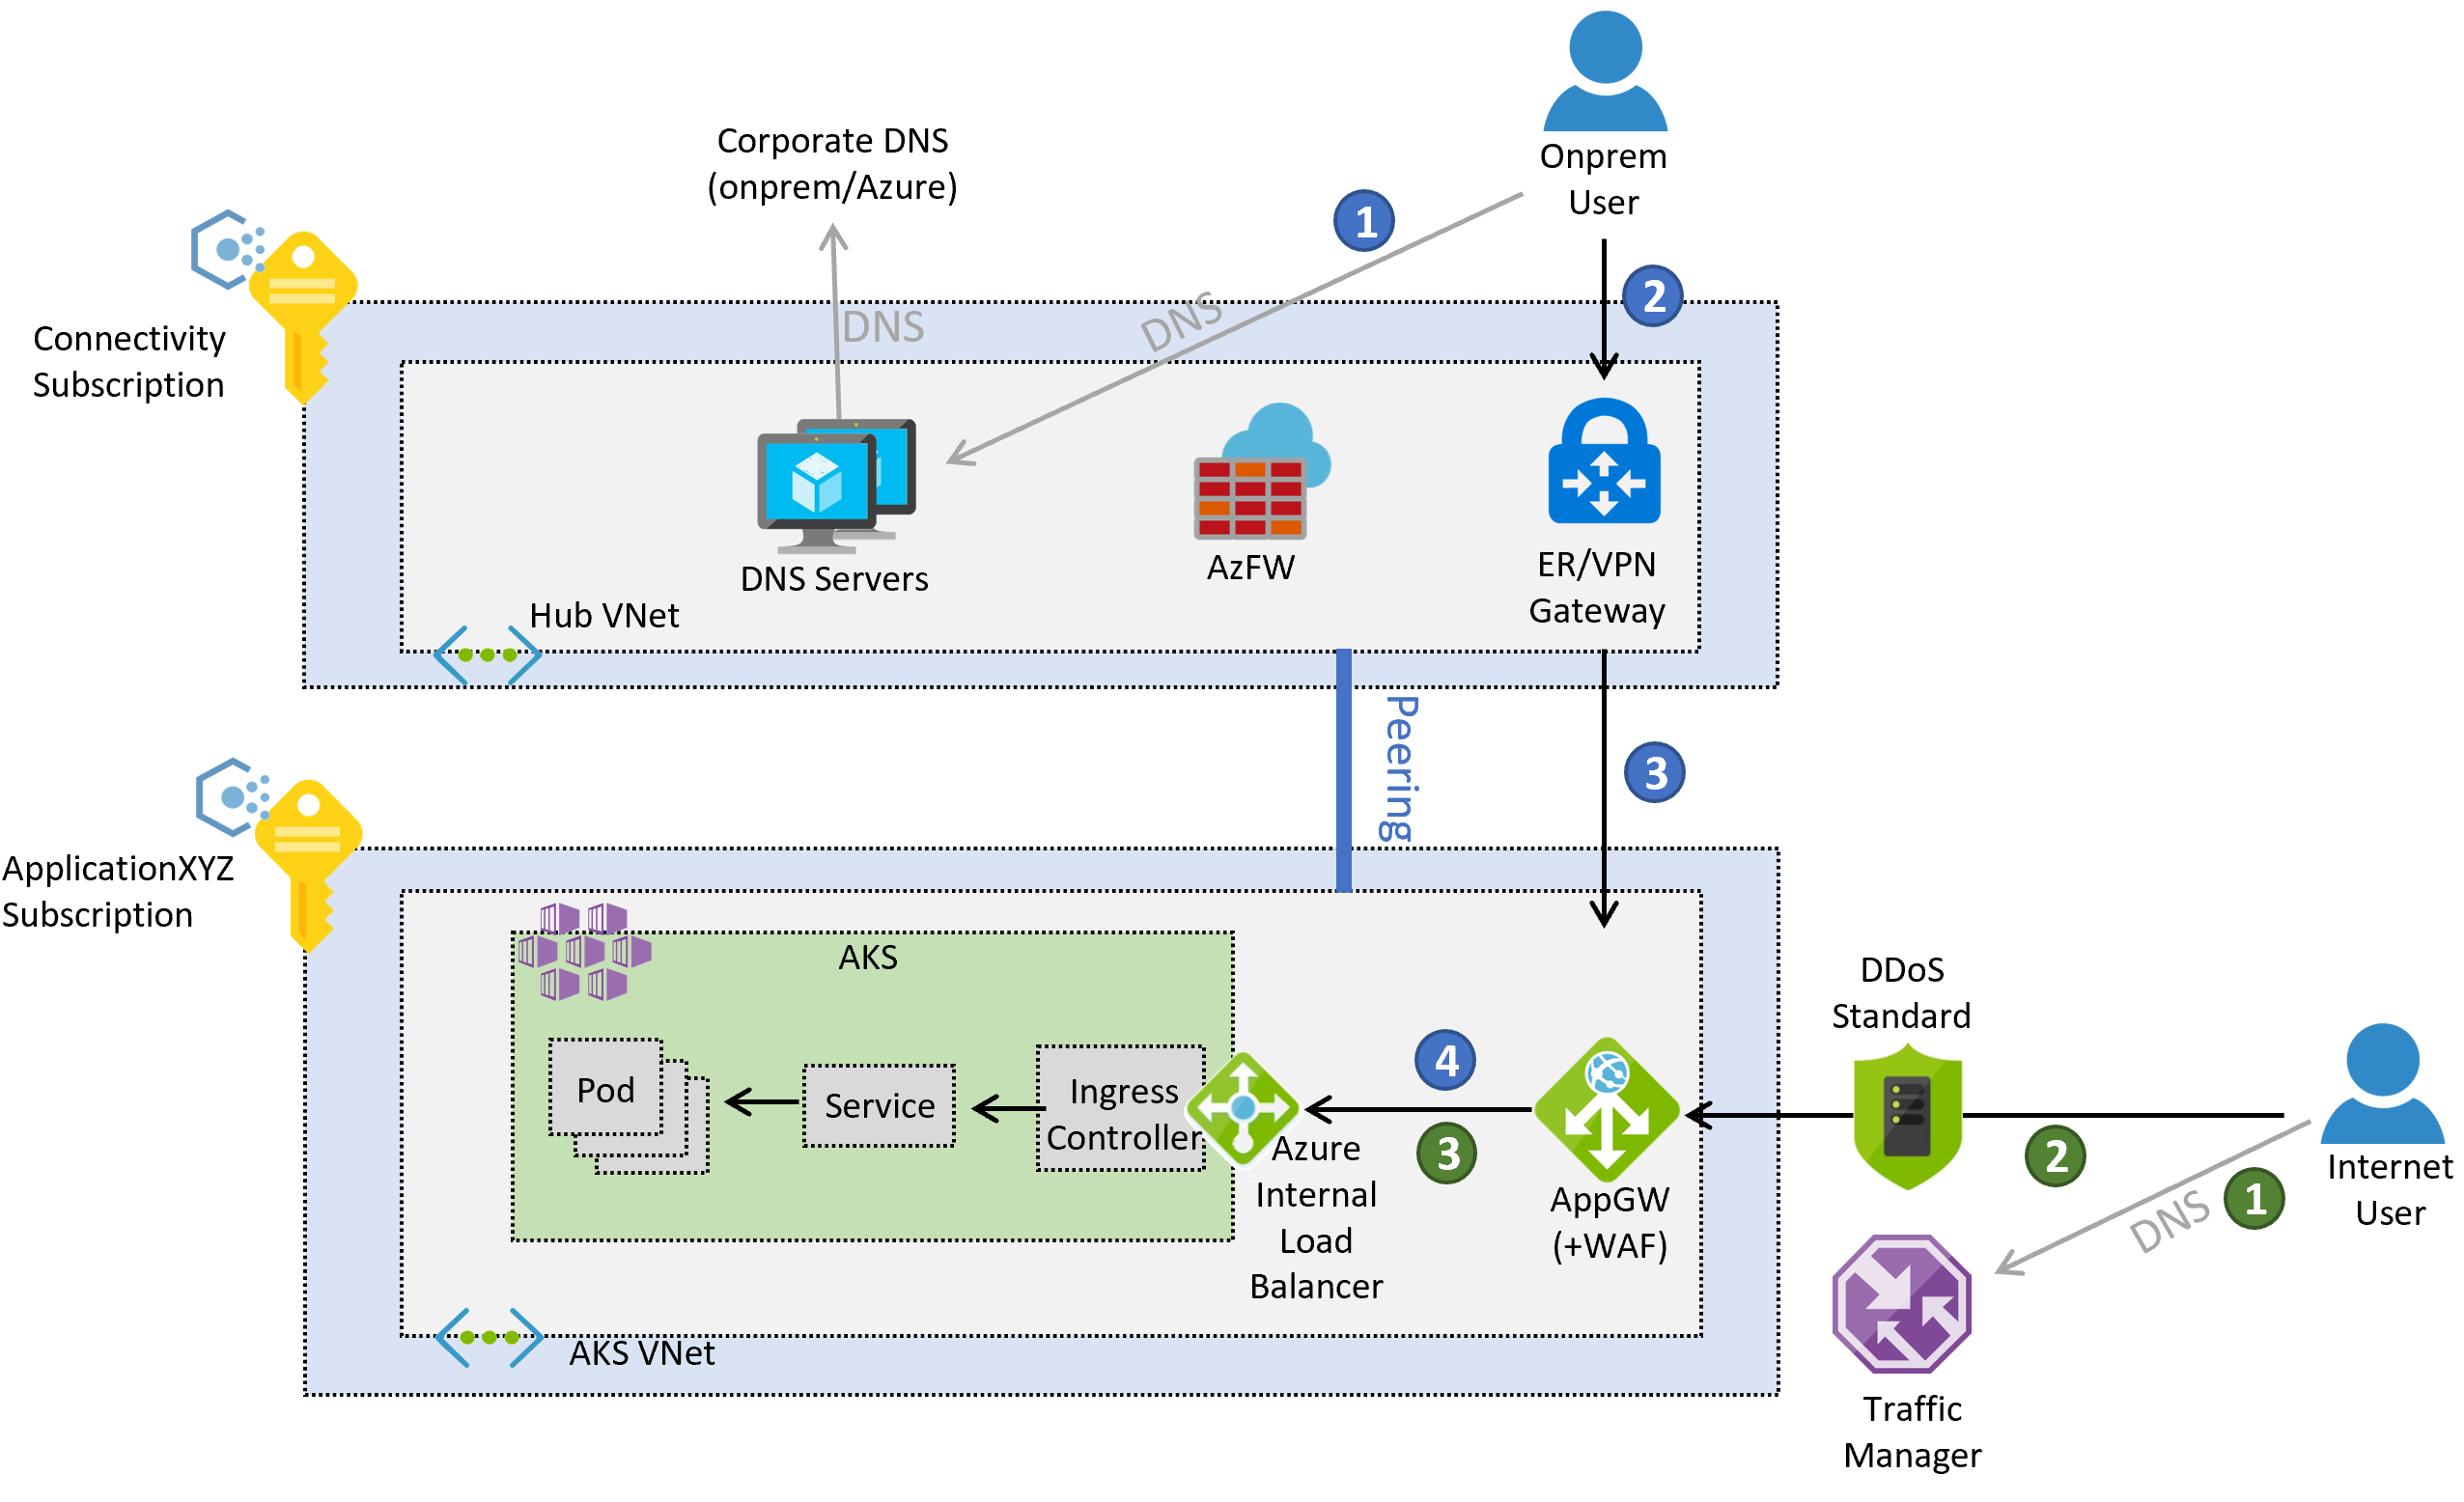 Onprem
User
Corporate DNS
(onprem/Azure)
1
2
DNS
DNS
Connectivity
Subscription
DNS Servers
AzFW
ER/VPN
Gateway
Hub VNet
Peering
3
ApplicationXYZ
Subscription
AKS
DDoS
Standard
Pod
Service
Ingress
Controller
4
3
Azure
Internal
Load
Balancer
AppGW
(+WAF)
2
1
DNS
Internet
User
AKS VNet
Traffic
Manager